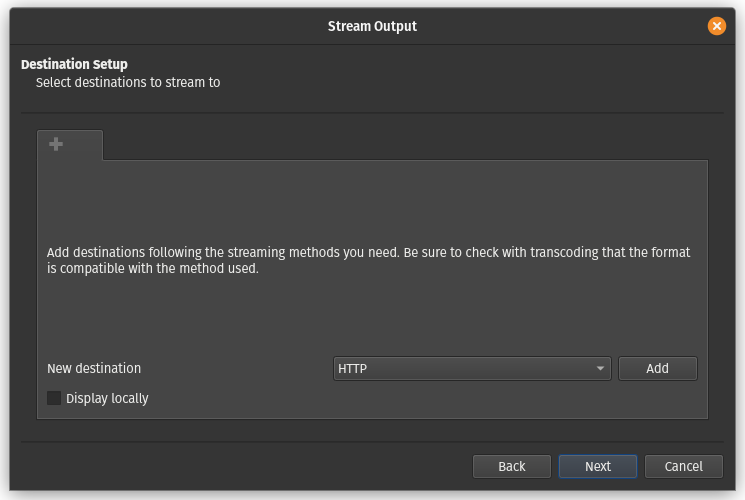 Stream Output
Destination Setup
Select destinations to stream to
Add destinations following the streaming methods you need. Be sure to check with transcoding that the format
is compatible with the method used.
New destination
HTTP
Add
Display locally
Back
Next
Cancel